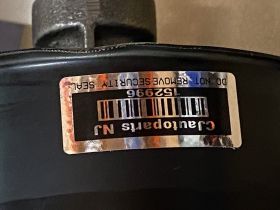 CJautoparts NJ
152996
DO NOT REMOVE SECURITY SEAL